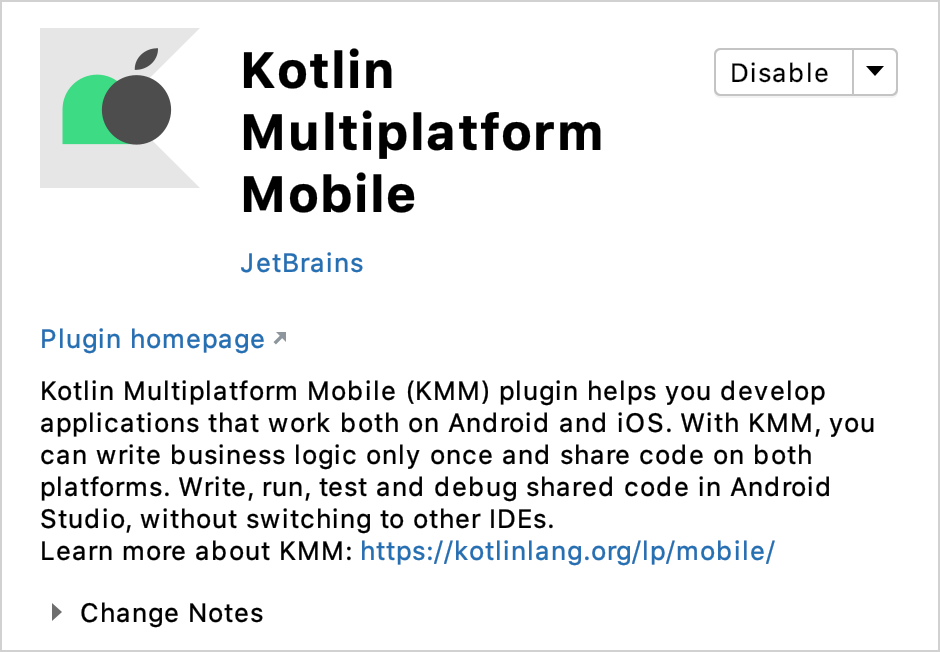 Kotlin
Multiplatform
Mobile
Disable
JetBrains
Plugin homepage
Kotlin Multiplatform Mobile (KMM) plugin helps you develop
applications that work both on Android and iOS. With KMM, you
can write business logic only once and share code on both
platforms. Write, run, test and debug shared code in Android
Studio, without switching to other IDEs.
Learn more about KMM: https://kotlinlang.org/lp/mobile/
Change Notes